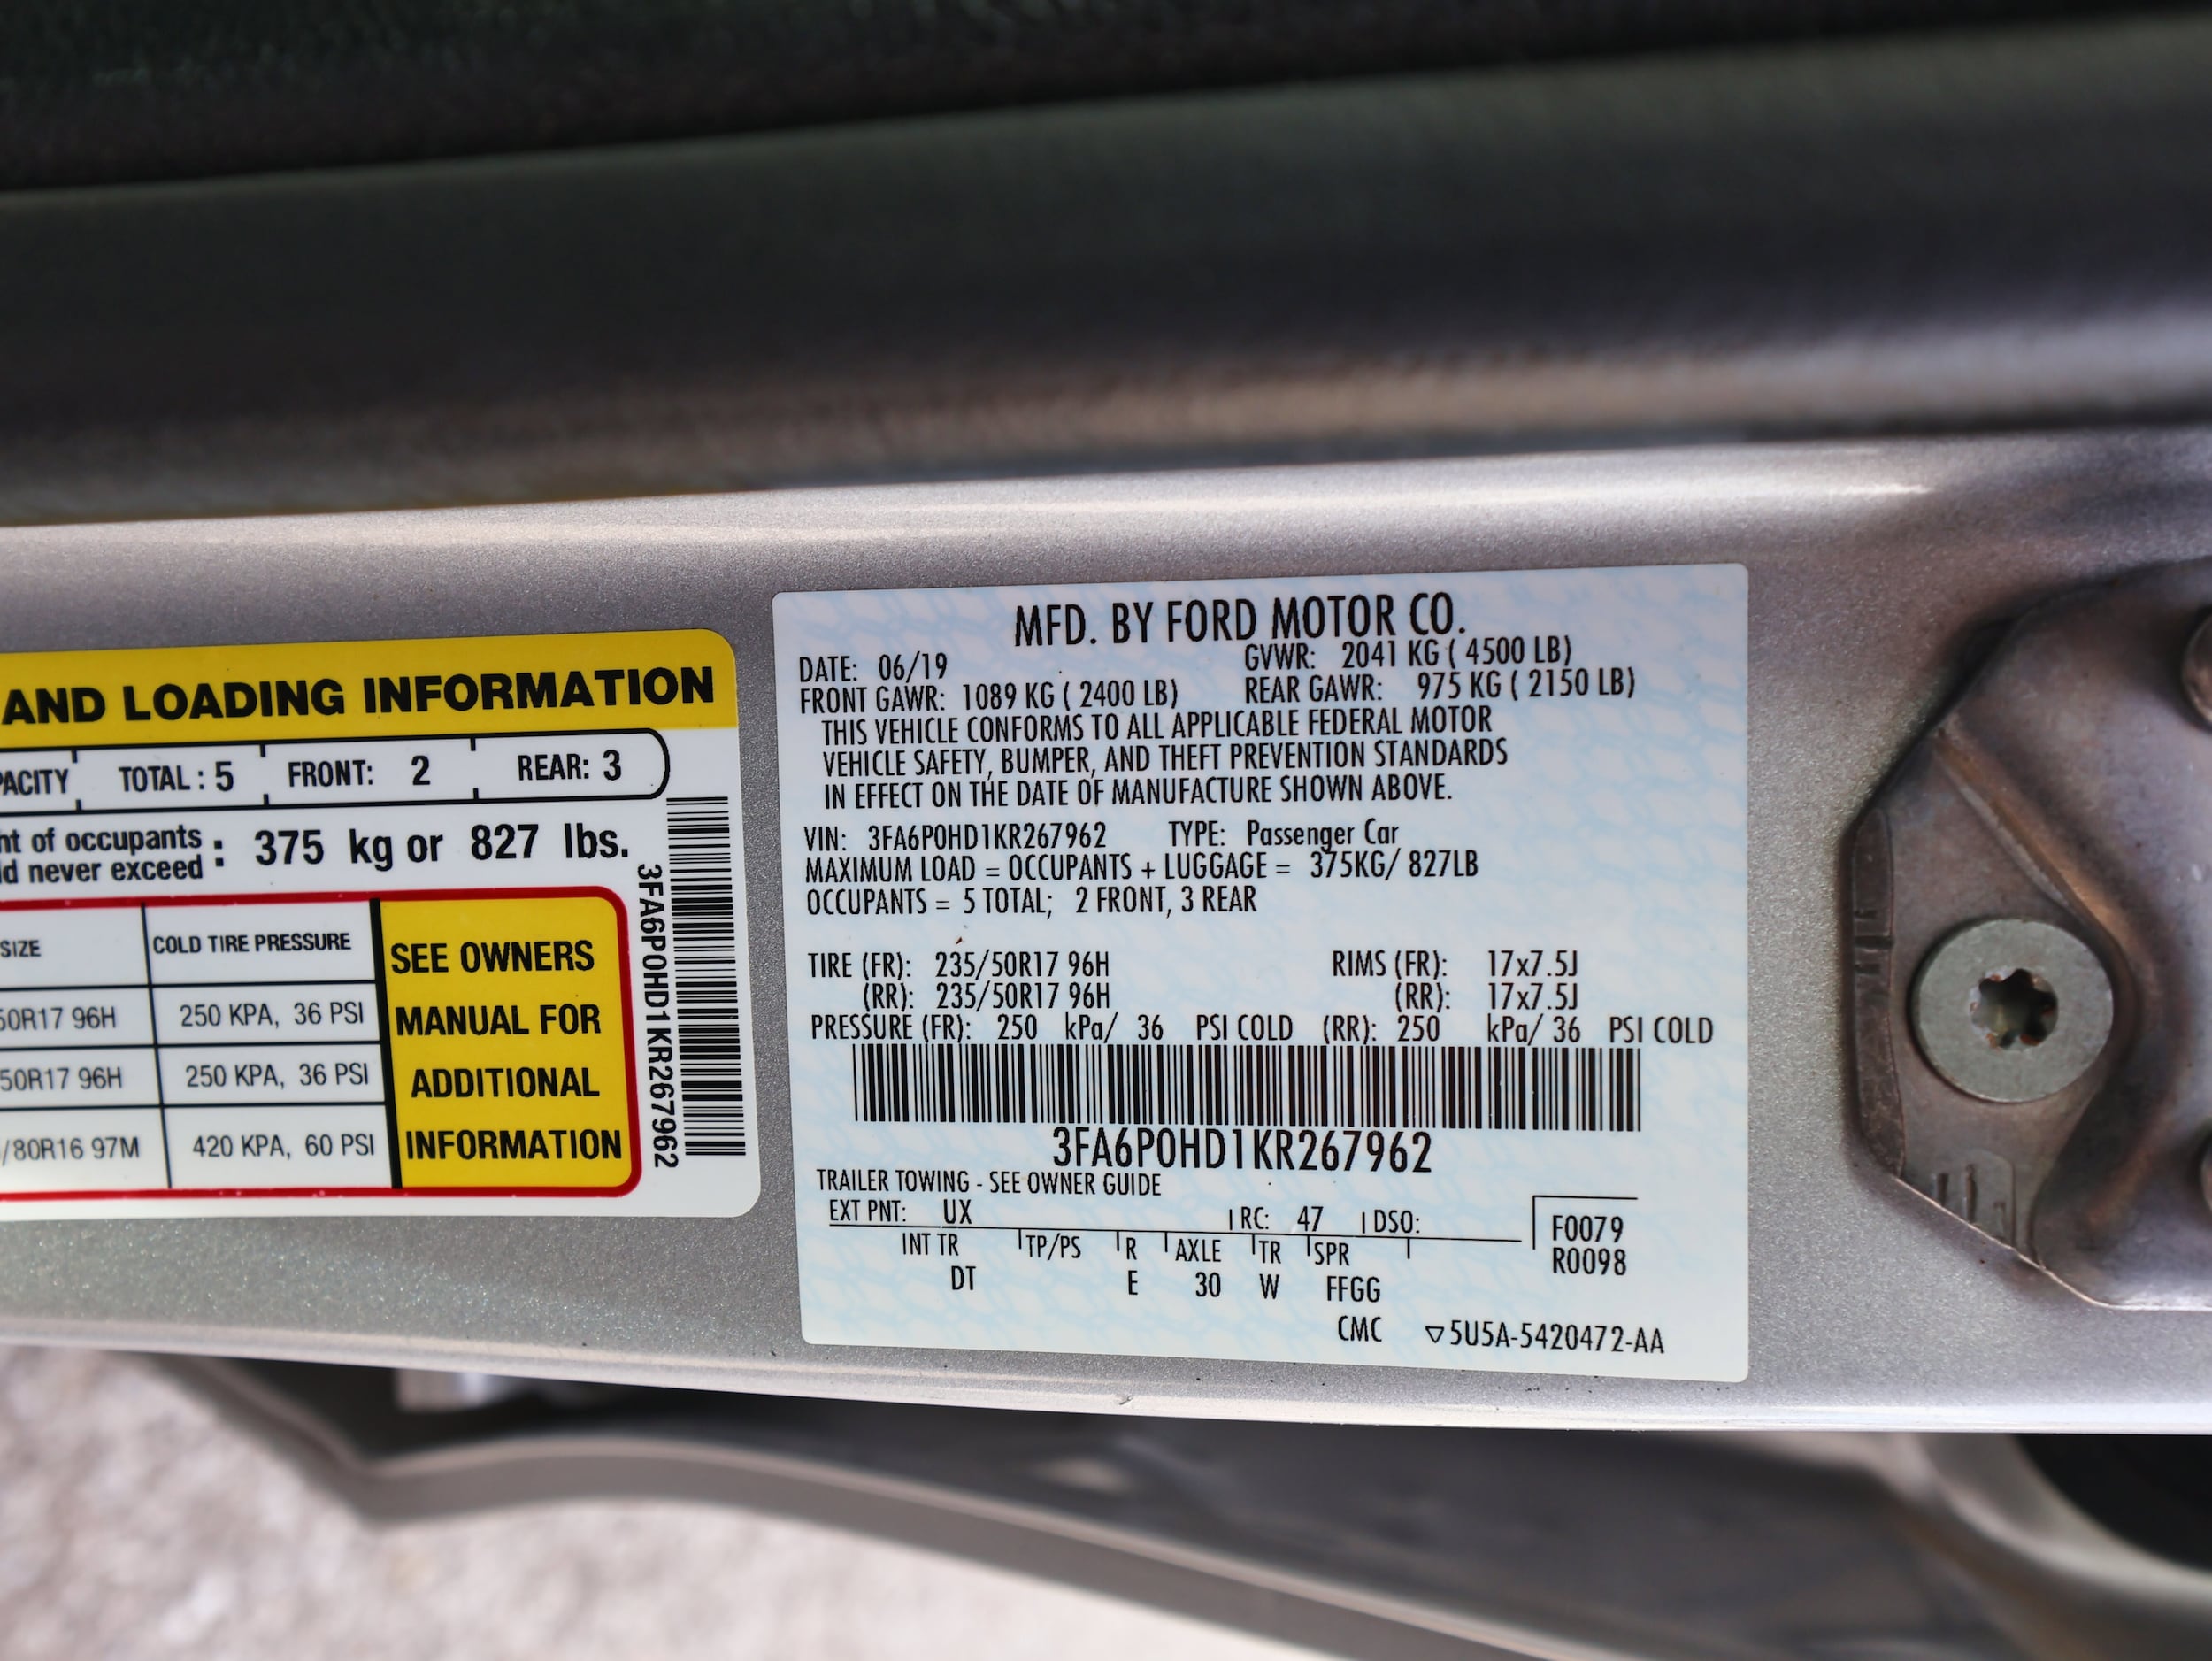 AND LOADING INFORMATION
PACITY TOTAL : 5 FRONT: 2 REAR: 3
of occupants
never exceed : 375 kg or 827 lbs.
SIZE COLD TIRE PRESSURE
50R17 96H 250 KPA, 36 PSI
50R17 96H 250 KPA, 36 PSI
/80R16 97M 420 KPA, 60 PSI
SEE OWNERS
MANUAL FOR
ADDITIONAL
INFORMATION
3FA6P0HD1KR267962
MFD. BY FORD MOTOR CO.
DATE: 06/19 GVWR: 2041 KG ( 4500 LB)
FRONT GAWR: 1089 KG ( 2400 LB) REAR GAWR: 975 KG ( 2150 LB)
THIS VEHICLE CONFORMS TO ALL APPLICABLE FEDERAL MOTOR
VEHICLE SAFETY, BUMPER, AND THEFT PREVENTION STANDARDS
IN EFFECT ON THE DATE OF MANUFACTURE SHOWN ABOVE.
VIN: 3FA6P0HD1KR267962 TYPE: Passenger Car
MAXIMUM LOAD = OCCUPANTS + LUGGAGE = 375KG/ 827LB
OCCUPANTS = 5 TOTAL; 2 FRONT, 3 REAR
TIRE (FR): 235/50R17 96H RIMS (FR): 17x7.5J
(RR): 235/50R17 96H (RR): 17x7.5J
PRESSURE (FR): 250 kPa/ 36 PSI COLD (RR): 250 kPa/ 36 PSI COLD
3FA6P0HD1KR267962
TRAILER TOWING - SEE OWNER GUIDE
EXT PNT: UX RC: 47 DSO:
INT TR TP/PS R AXLE TR SPR
DT E 30 W FFGG
F0079
R0098
CMC ▽5U5A-5420472-AA